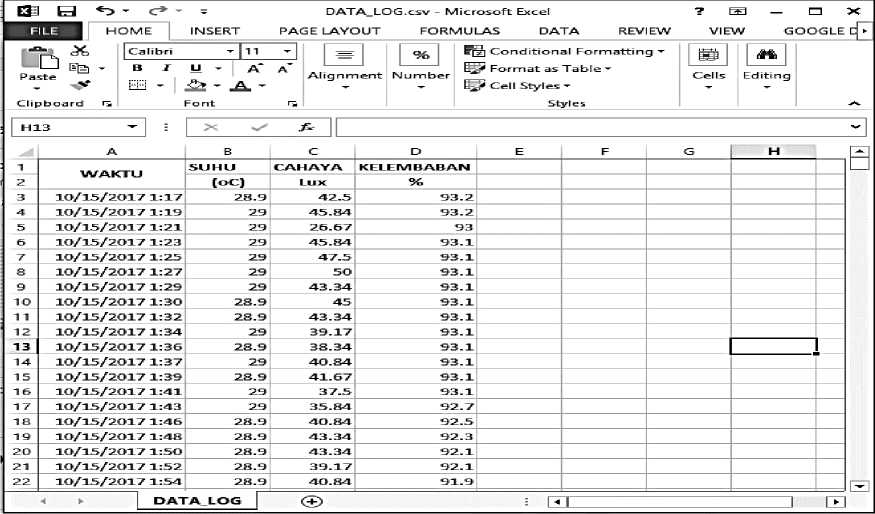 DATA_LOG.csv - Microsoft Excel
FILE HOME INSERT PAGE LAYOUT FORMULAS DATA REVIEW VIEW GOOGLE D
Paste
Calibri 11
B I U A A
A
Alignment
%
Number
Conditional Formatting
Format as Table
Cell Styles
Cells
Editing
Clipboard Font Styles
H13 fx
A B C D E F G H
1 WAKTU SUHU CAHAYA KELEMBABAN
2 (oC) Lux %
3 10/15/2017 1:17 28.9 42.5 93.2
4 10/15/2017 1:19 29 45.84 93.2
5 10/15/2017 1:21 29 26.67 93
6 10/15/2017 1:23 29 45.84 93.1
7 10/15/2017 1:25 29 47.5 93.1
8 10/15/2017 1:27 29 50 93.1
9 10/15/2017 1:29 29 43.34 93.1
10 10/15/2017 1:30 28.9 45 93.1
11 10/15/2017 1:32 28.9 43.34 93.1
12 10/15/2017 1:34 29 39.17 93.1
13 10/15/2017 1:36 28.9 38.34 93.1
14 10/15/2017 1:37 29 40.84 93.1
15 10/15/2017 1:39 28.9 41.67 93.1
16 10/15/2017 1:41 29 37.5 93.1
17 10/15/2017 1:43 29 35.84 92.7
18 10/15/2017 1:46 28.9 40.84 92.5
19 10/15/2017 1:48 28.9 43.34 92.3
20 10/15/2017 1:50 28.9 43.34 92.1
21 10/15/2017 1:52 28.9 39.17 92.1
22 10/15/2017 1:54 28.9 40.84 91.9
DATA_LOG